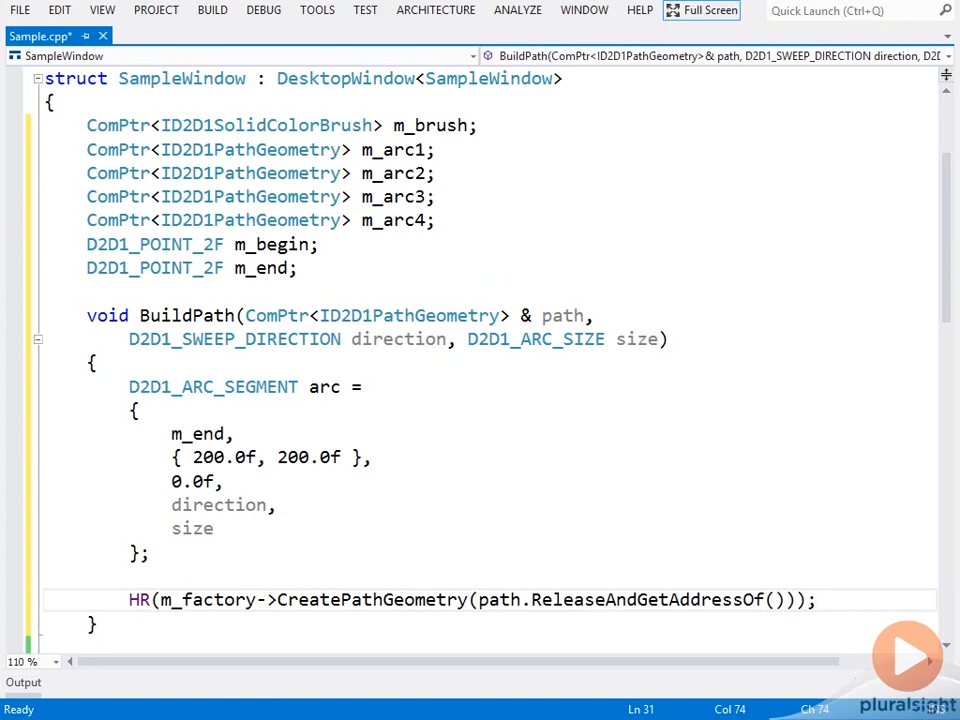 FILE EDIT VIEW PROJECT BUILD DEBUG TOOLS TEST ARCHITECTURE ANALYZE WINDOW HELP Full Screen Quick Launch (Ctrl+Q)
Sample.cpp*
SampleWindow BuildPath(ComPtr<ID2D1PathGeometry> & path, D2D1_SWEEP_DIRECTION direction, D2D
struct SampleWindow : DesktopWindow<SampleWindow>
{
ComPtr<ID2D1SolidColorBrush> m_brush;
ComPtr<ID2D1PathGeometry> m_arc1;
ComPtr<ID2D1PathGeometry> m_arc2;
ComPtr<ID2D1PathGeometry> m_arc3;
ComPtr<ID2D1PathGeometry> m_arc4;
D2D1_POINT_2F m_begin;
D2D1_POINT_2F m_end;
void BuildPath(ComPtr<ID2D1PathGeometry> & path,
D2D1_SWEEP_DIRECTION direction, D2D1_ARC_SIZE size)
{
D2D1_ARC_SEGMENT arc =
{
m_end,
{ 200.0f, 200.0f },
0.0f,
direction,
size
};
HR(m_factory->CreatePathGeometry(path.ReleaseAndGetAddressOf()));
}
110 %
Output
Ready Ln 31 Col 74 Ch 74 INS
pluralsight